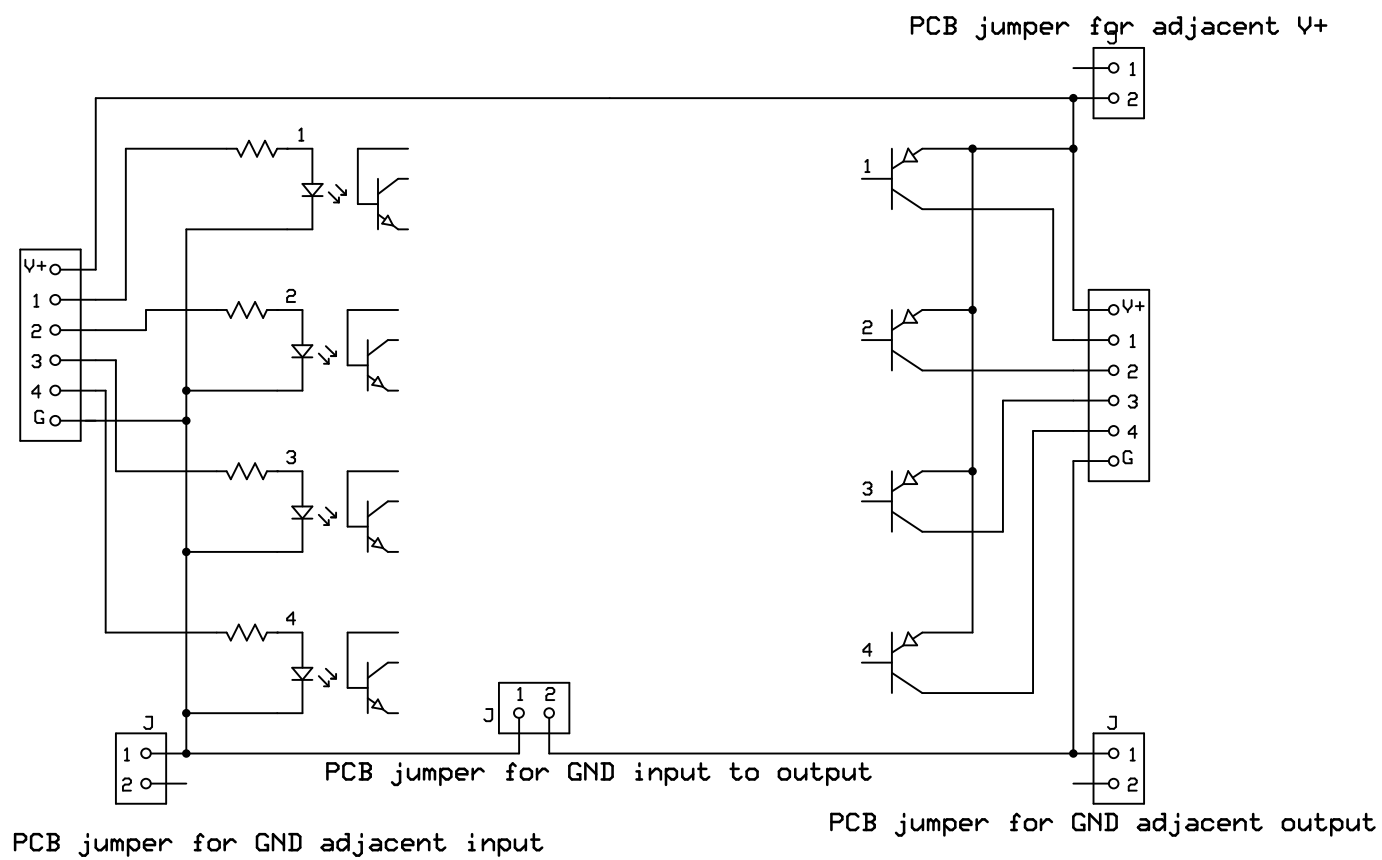 PCB jumper for adjacent V+
J
1
2
1
1
V+
1
2
3
4
G
2
2
V+
1
2
3
4
G
3
3
4
4
1 2
J
J
1
2
J
1
2
PCB jumper for GND input to output
PCB jumper for GND adjacent output
PCB jumper for GND adjacent input